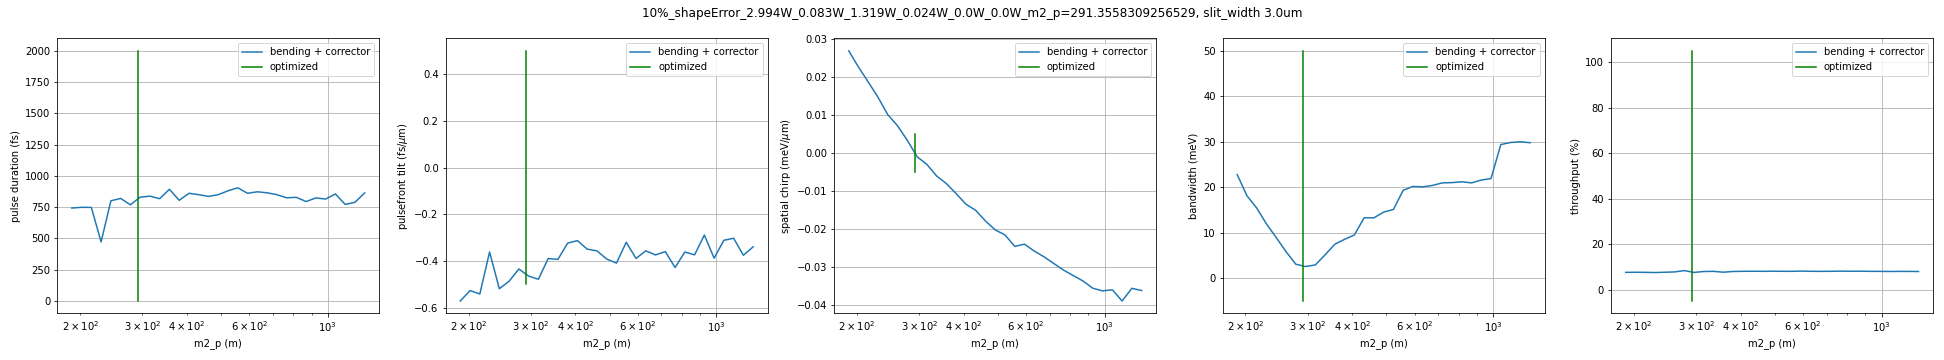 10%_shapeError_2.994W_0.083W_1.319W_0.024W_0.0W_0.0W_m2_p=291.3558309256529, slit_width 3.0um
pulse duration (fs)
2000
1750
1500
1250
1000
750
500
250
0
bending + corrector
optimized
2 × 10²
3 × 10²
4 × 10²
6 × 10²
10³
m2_p (m)
pulsefront tilt (fs/μm)
0.4
0.2
0.0
−0.2
−0.4
−0.6
bending + corrector
optimized
2 × 10²
3 × 10²
4 × 10²
6 × 10²
10³
m2_p (m)
spatial chirp (meV/μm)
0.03
0.02
0.01
0.00
−0.01
−0.02
−0.03
−0.04
bending + corrector
optimized
2 × 10²
3 × 10²
4 × 10²
6 × 10²
10³
m2_p (m)
bandwidth (meV)
50
40
30
20
10
0
bending + corrector
optimized
2 × 10²
3 × 10²
4 × 10²
6 × 10²
10³
m2_p (m)
throughput (%)
100
80
60
40
20
0
bending + corrector
optimized
2 × 10²
3 × 10²
4 × 10²
6 × 10²
10³
m2_p (m)